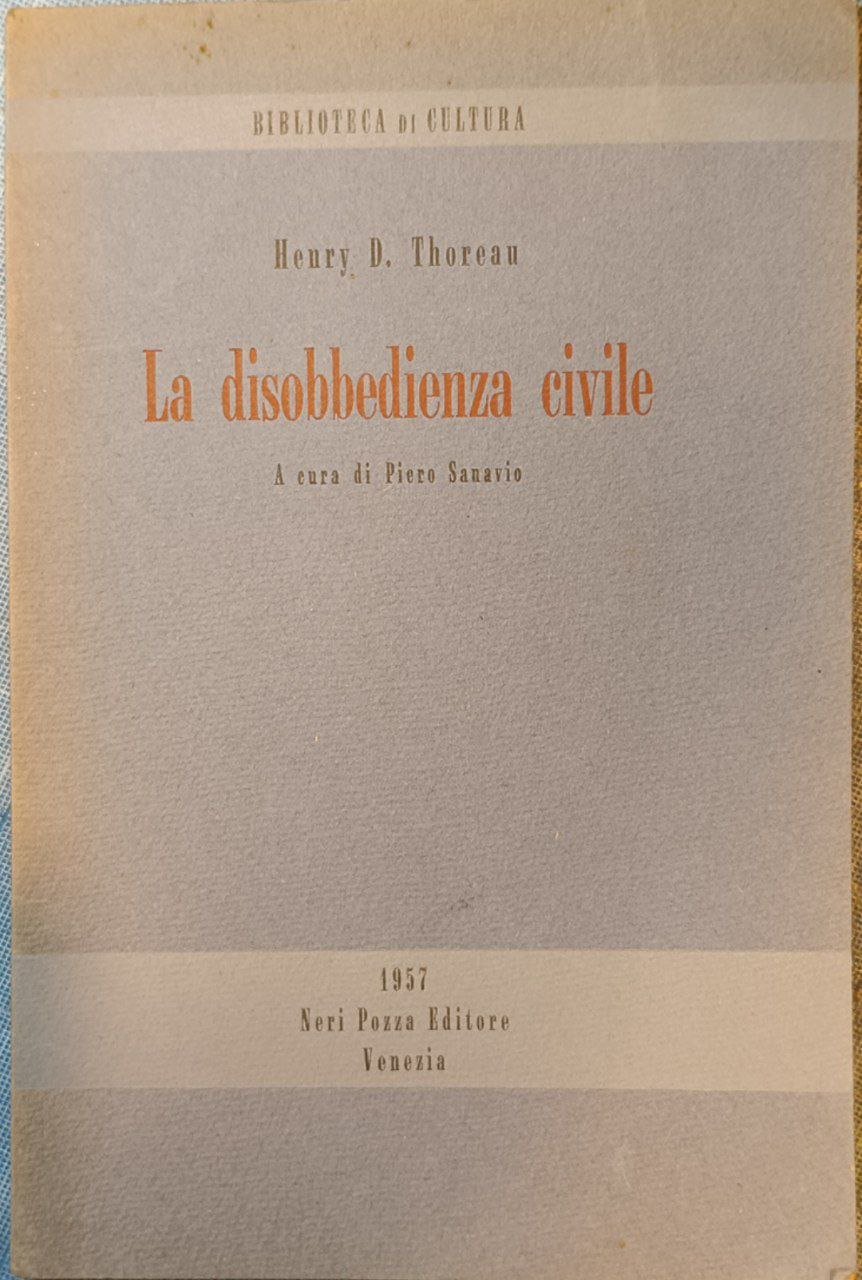 BIBLIOTECA DI CULTURA
Henry D. Thoreau
La disobbedienza civile
A cura di Piero Sanavio
1957
Neri Pozza Editore
Venezia